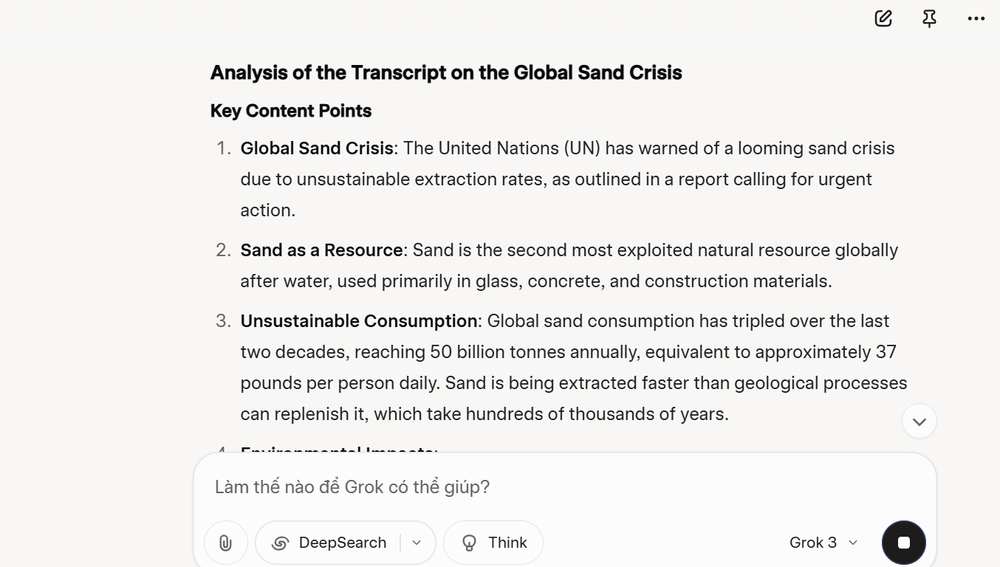 Analysis of the Transcript on the Global Sand Crisis
Key Content Points
1. Global Sand Crisis: The United Nations (UN) has warned of a looming sand crisis
due to unsustainable extraction rates, as outlined in a report calling for urgent
action.
2. Sand as a Resource: Sand is the second most exploited natural resource globally
after water, used primarily in glass, concrete, and construction materials.
3. Unsustainable Consumption: Global sand consumption has tripled over the last
two decades, reaching 50 billion tonnes annually, equivalent to approximately 37
pounds per person daily. Sand is being extracted faster than geological processes
can replenish it, which take hundreds of thousands of years.
4. Environmental Impacts:
Làm thế nào để Grok có thể giúp?
DeepSearch
Think
Grok 3